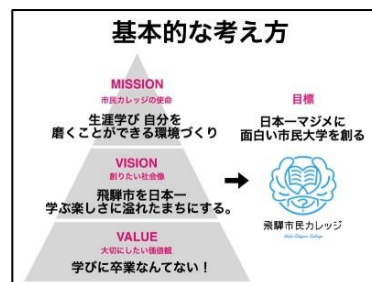 基本的な考え方
MISSION
市民カレッジの使命
生涯学び 自分を
磨くことができる環境づくり
VISION
創りたい社会像
飛騨市を日本一
学ぶ楽しさに溢れたまちにする。
VALUE
大切にしたい価値観
学びに卒業なんてない！
目標
日本一マジメに
面白い市民大学を創る
?
飛騨市民カレッジ
Hida Citizens College